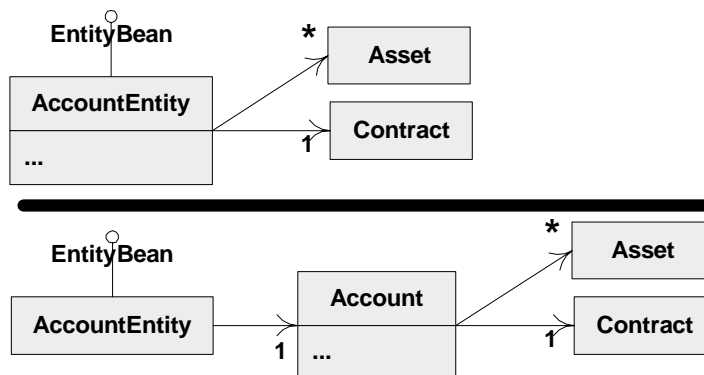 EntityBean
*
Asset
AccountEntity
1
Contract
...
EntityBean
*
Asset
Account
AccountEntity
1
...
1
Contract